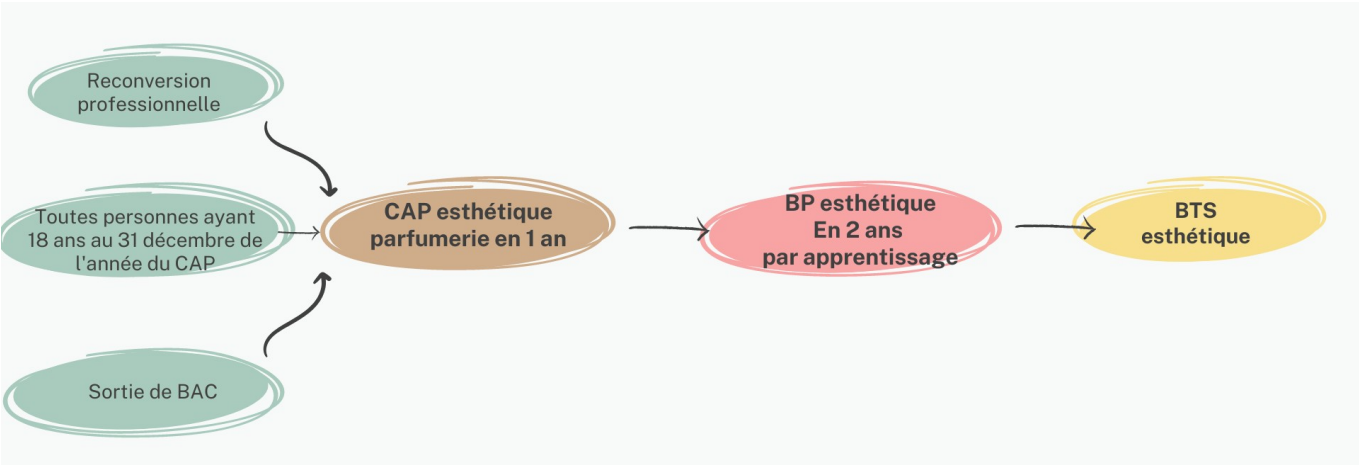 Reconversion
professionnelle
Toutes personnes ayant
18 ans au 31 décembre de
l'année du CAP
Sortie de BAC
CAP esthétique
parfumerie en 1 an
BP esthétique
En 2 ans
par apprentissage
BTS
esthétique